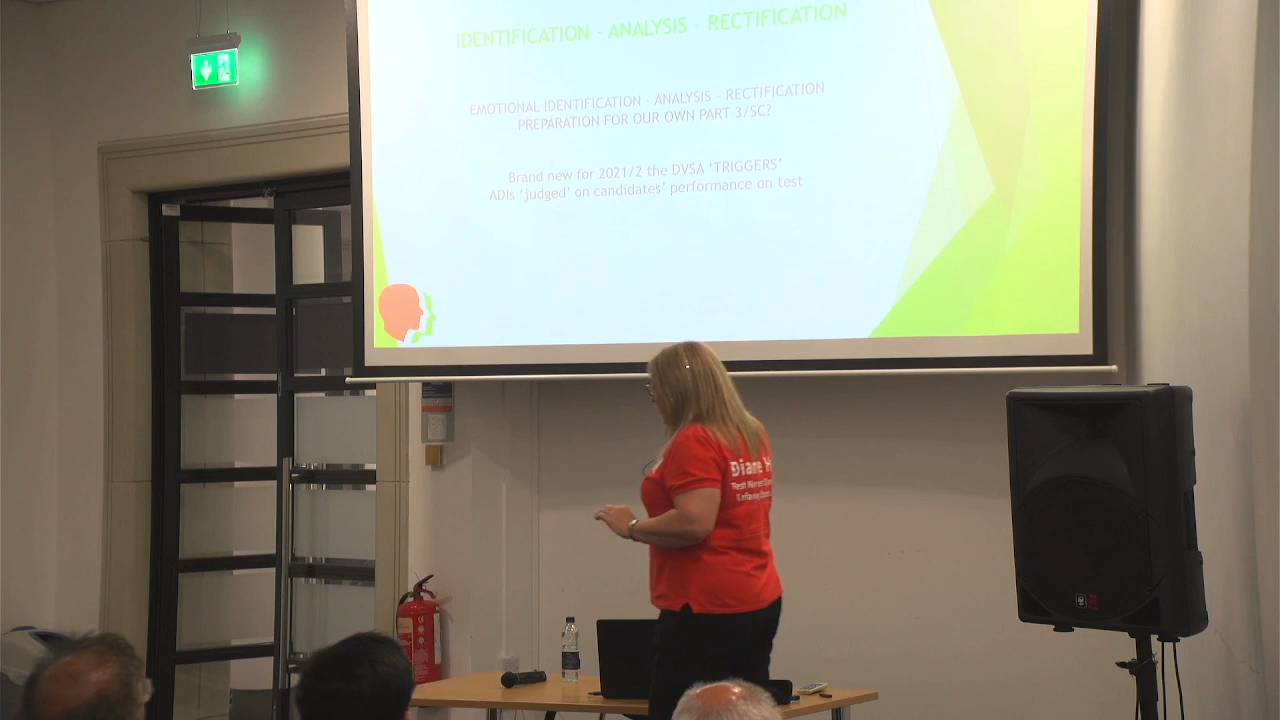 IDENTIFICATION – ANALYSIS – RECTIFICATION
EMOTIONAL IDENTIFICATION – ANALYSIS – RECTIFICATION
PREPARATION FOR OUR OWN PART 3/SC?
Brand new for 2021/2 the DVSA ‘TRIGGERS’
ADIs ‘judged’ on candidates’ performance on test
Diane H